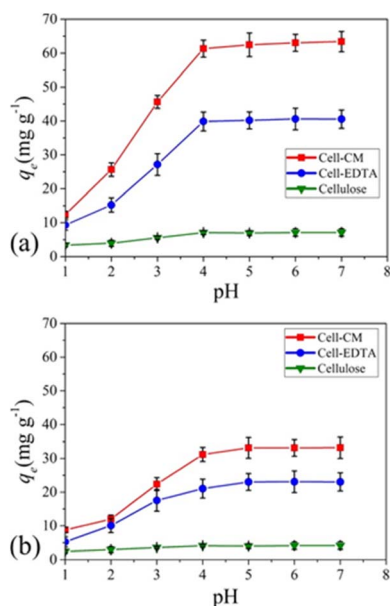 70
60
50
40
30
20
10
0
q_e (mg g⁻¹)
Cell-CM
Cell-EDTA
Cellulose
(a)
1 2 3 4 5 6 7 8
pH
70
60
50
40
30
20
10
0
q_e (mg g⁻¹)
Cell-CM
Cell-EDTA
Cellulose
(b)
1 2 3 4 5 6 7 8
pH